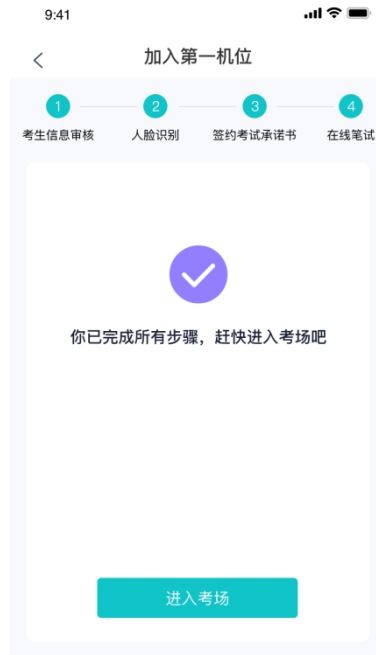 9:41
加入第一机位
1 2 3 4
考生信息审核 人脸识别 签约考试承诺书 在线笔试
你已完成所有步骤，赶快进入考场吧
进入考场